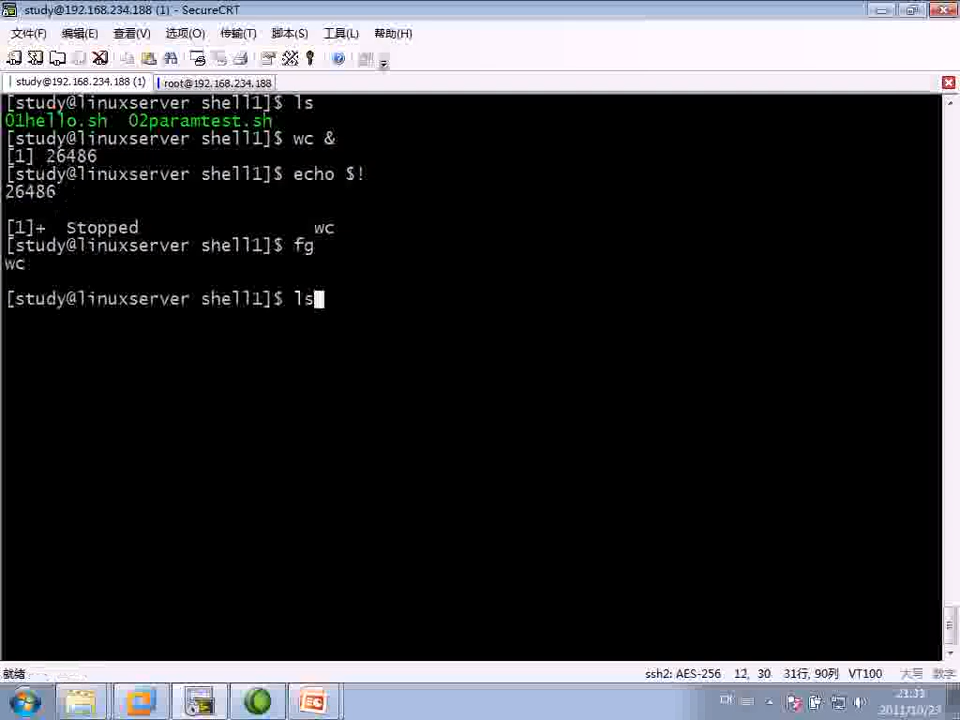 study@192.168.234.188 (1) - SecureCRT
文件(F) 编辑(E) 查看(V) 选项(O) 传输(T) 脚本(S) 工具(L) 帮助(H)
study@192.168.234.188 (1) root@192.168.234.188
[study@linuxserver shell1]$ ls
01hello.sh 02paramtest.sh
[study@linuxserver shell1]$ wc &
[1] 26486
[study@linuxserver shell1]$ echo $!
26486
[1]+ Stopped wc
[study@linuxserver shell1]$ fg
wc
[study@linuxserver shell1]$ ls
就绪 ssh2: AES-256 12, 30 31行, 90列 VT100 大写 数字
2011/10/23